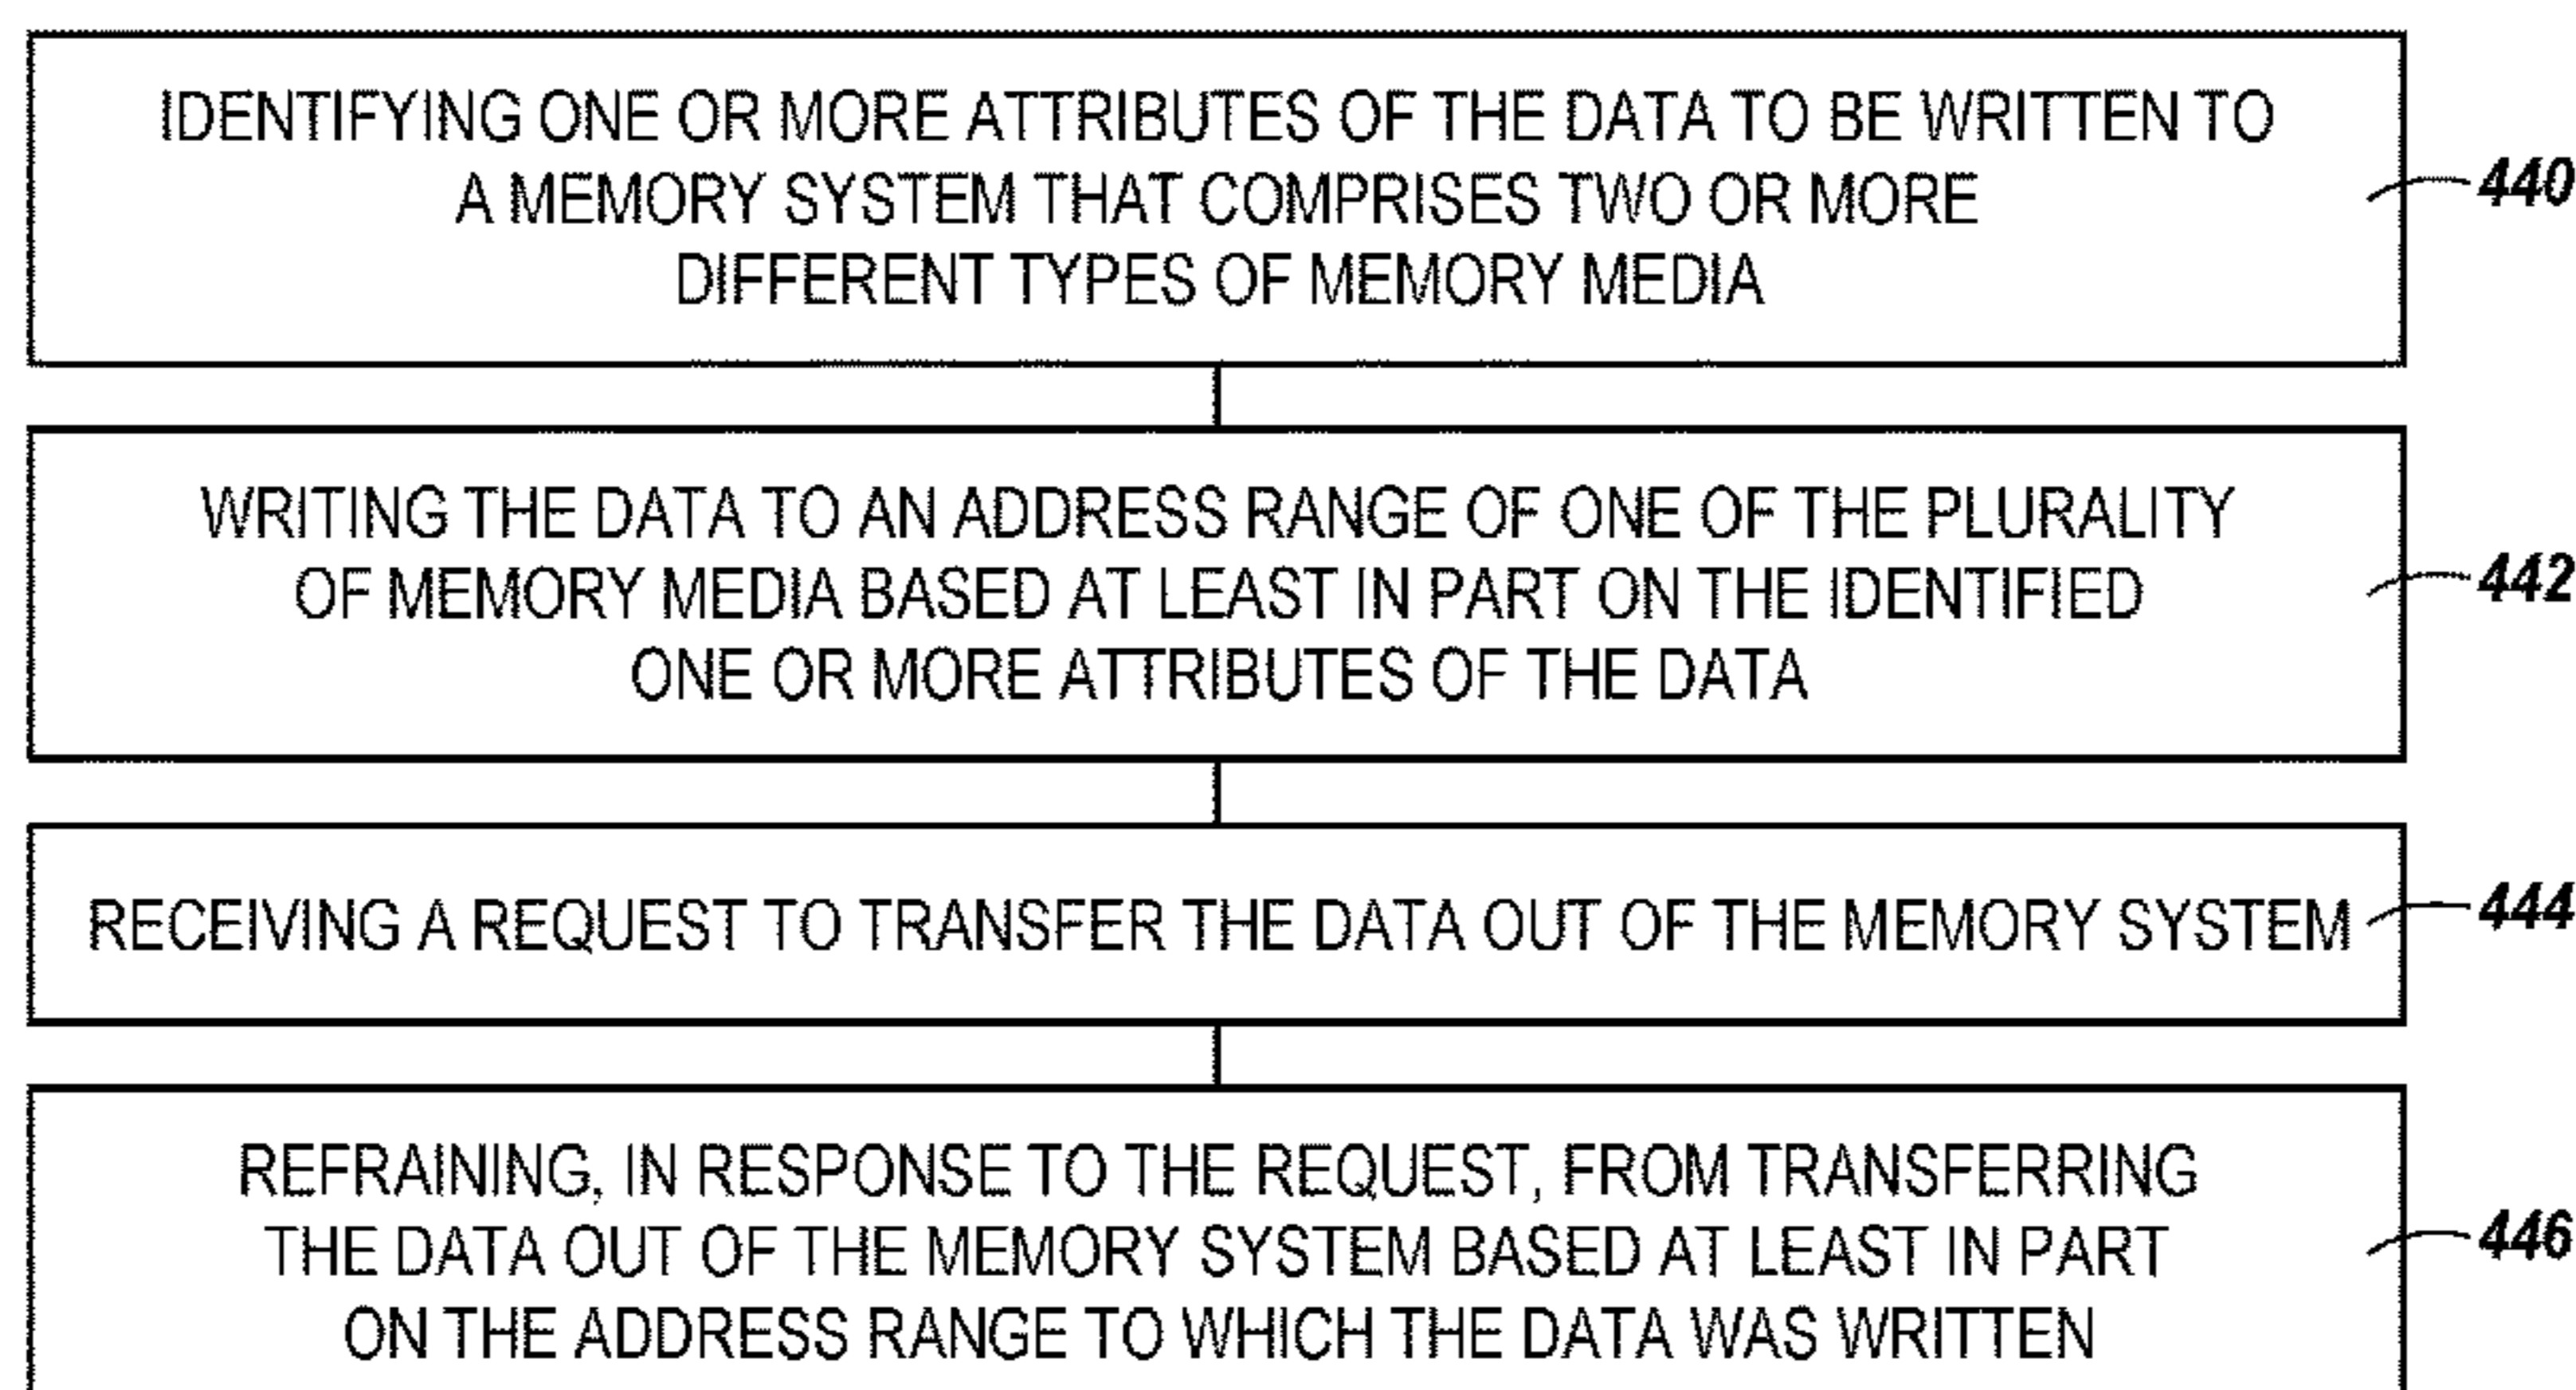 IDENTIFYING ONE OR MORE ATTRIBUTES OF THE DATA TO BE WRITTEN TO
A MEMORY SYSTEM THAT COMPRISES TWO OR MORE
DIFFERENT TYPES OF MEMORY MEDIA
440
WRITING THE DATA TO AN ADDRESS RANGE OF ONE OF THE PLURALITY
OF MEMORY MEDIA BASED AT LEAST IN PART ON THE IDENTIFIED
ONE OR MORE ATTRIBUTES OF THE DATA
442
RECEIVING A REQUEST TO TRANSFER THE DATA OUT OF THE MEMORY SYSTEM
444
REFRAINING, IN RESPONSE TO THE REQUEST, FROM TRANSFERRING
THE DATA OUT OF THE MEMORY SYSTEM BASED AT LEAST IN PART
ON THE ADDRESS RANGE TO WHICH THE DATA WAS WRITTEN
446